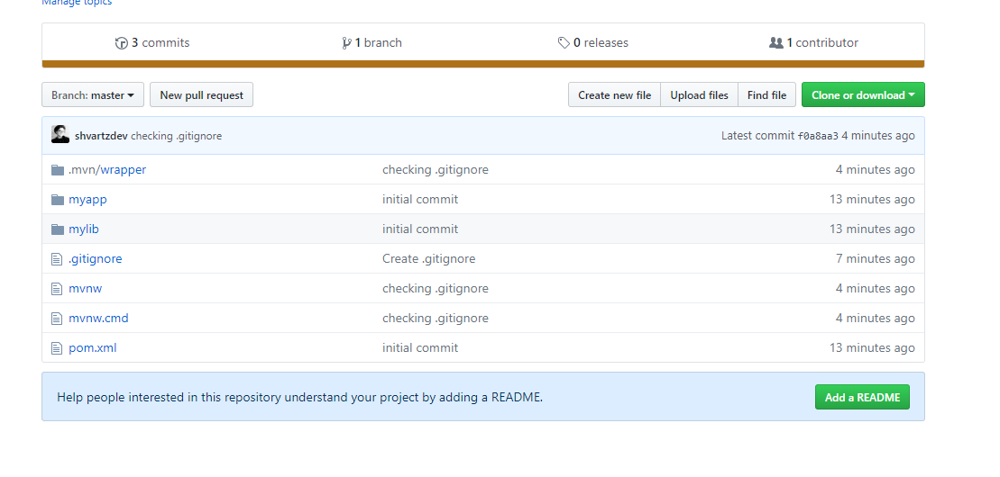 Manage topics
3 commits 1 branch 0 releases 1 contributor
Branch: master New pull request Create new file Upload files Find file Clone or download
shvartzdev checking .gitignore Latest commit f0a8aa3 4 minutes ago
.mvn/wrapper checking .gitignore 4 minutes ago
myapp initial commit 13 minutes ago
mylib initial commit 13 minutes ago
.gitignore Create .gitignore 7 minutes ago
mvnw checking .gitignore 4 minutes ago
mvnw.cmd checking .gitignore 4 minutes ago
pom.xml initial commit 13 minutes ago
Help people interested in this repository understand your project by adding a README. Add a README